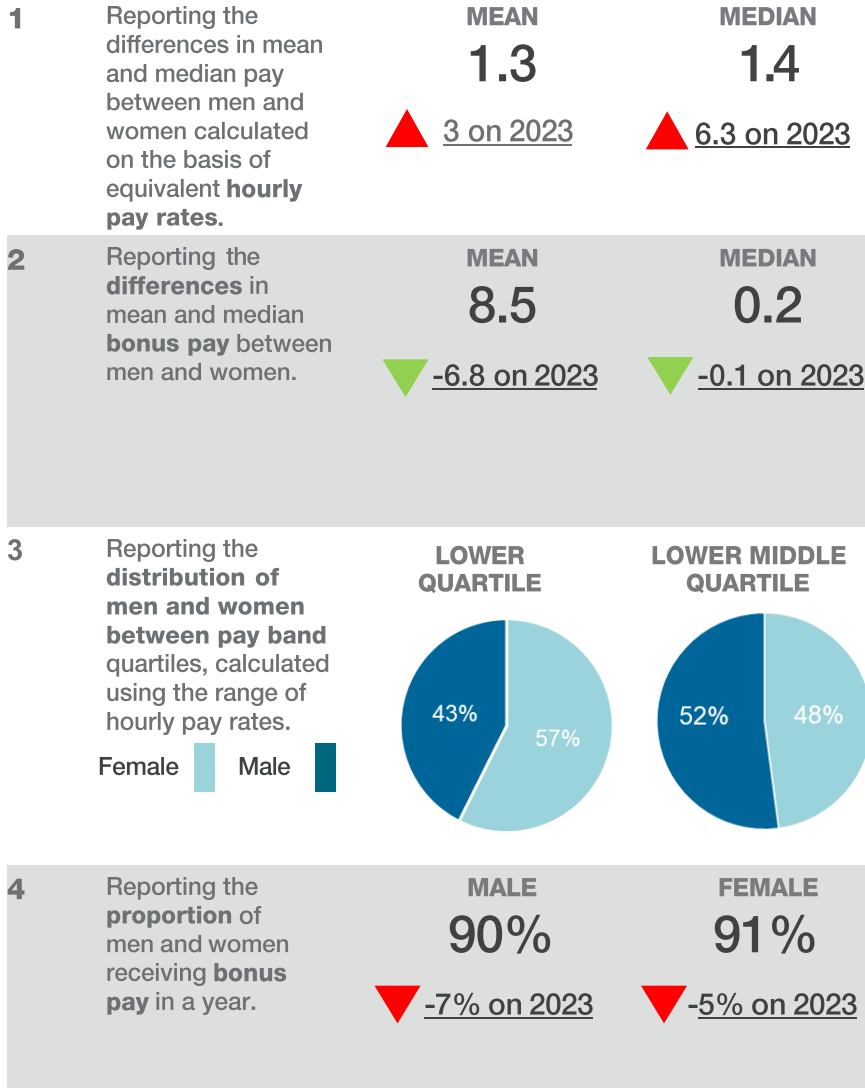 1
Reporting the
differences in mean
and median pay
between men and
women calculated
on the basis of
equivalent hourly
pay rates.
MEAN
1.3
3 on 2023
MEDIAN
1.4
6.3 on 2023
2
Reporting the
differences in
mean and median
bonus pay between
men and women.
MEAN
8.5
-6.8 on 2023
MEDIAN
0.2
-0.1 on 2023
3
Reporting the
distribution of
men and women
between pay band
quartiles, calculated
using the range of
hourly pay rates.
Female
Male
LOWER
QUARTILE
43%
57%
LOWER MIDDLE
QUARTILE
52%
48%
4
Reporting the
proportion of
men and women
receiving bonus
pay in a year.
MALE
90%
-7% on 2023
FEMALE
91%
-5% on 2023